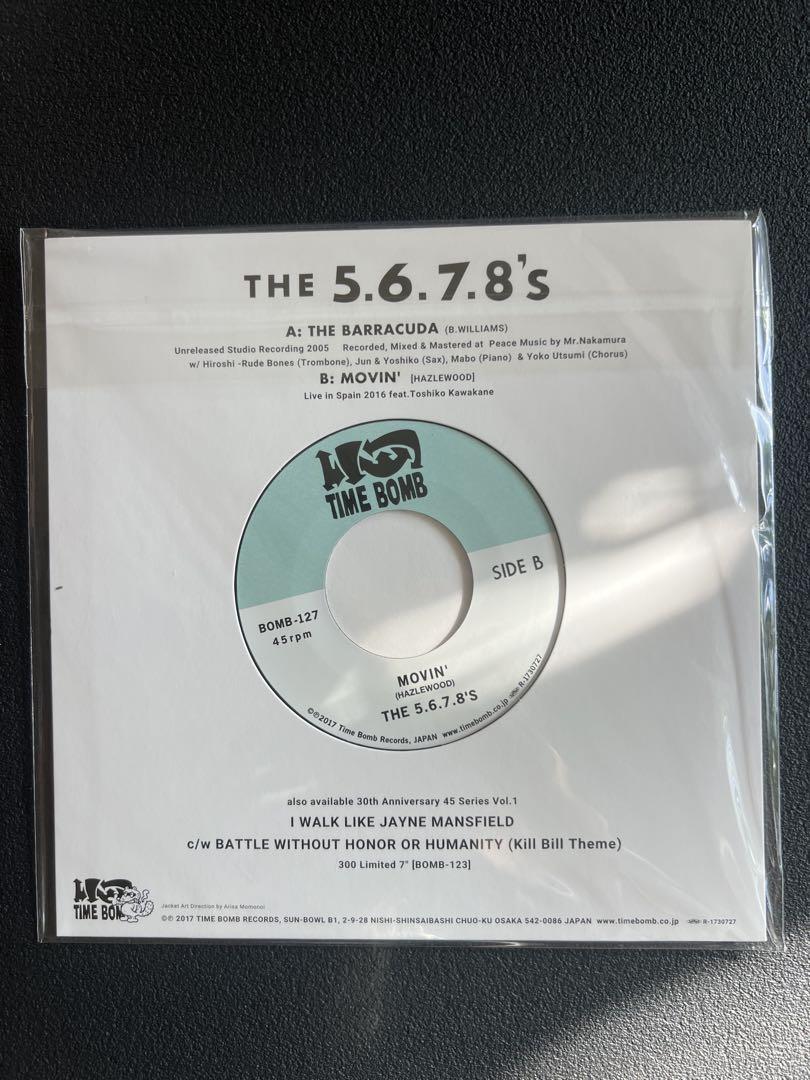 THE 5.6.7.8's
A: THE BARRACUDA (B.WILLIAMS)
Unreleased Studio Recording 2005 Recorded, Mixed & Mastered at Peace Music by Mr.Nakamura
w/ Hiroshi -Rude Bones (Trombone), Jun & Yoshiko (Sax), Mabo (Piano) & Yoko Utsumi (Chorus)
B: MOVIN' [HAZLEWOOD]
Live in Spain 2016 feat.Toshiko Kawakane
TIME BOMB
SIDE B
BOMB-127
45rpm
MOVIN'
(HAZLEWOOD)
THE 5.6.7.8'S
©℗2017 Time Bomb Records, JAPAN www.timebomb.co.jp R-1730727
also available 30th Anniversary 45 Series Vol.1
I WALK LIKE JAYNE MANSFIELD
c/w BATTLE WITHOUT HONOR OR HUMANITY (Kill Bill Theme)
300 Limited 7" [BOMB-123]
TIME BOMB
Jacket Art Direction by Arisa Momonoi
©℗ 2017 TIME BOMB RECORDS, SUN-BOWL B1, 2-9-28 NISHI-SHINSAIBASHI CHUO-KU OSAKA 542-0086 JAPAN www.timebomb.co.jp R-1730727